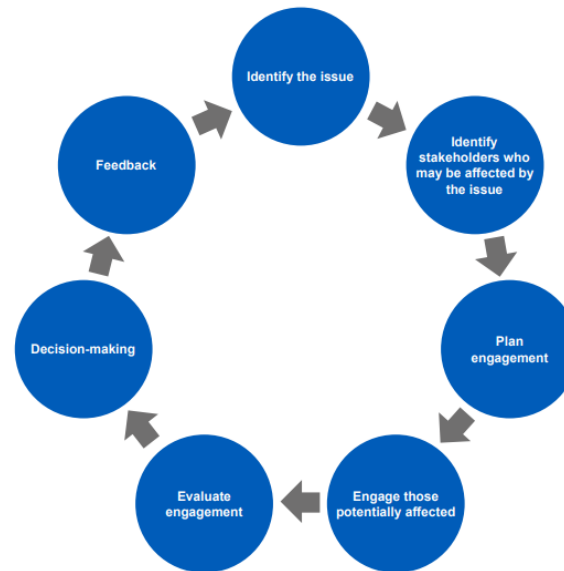 Identify the issue
Identify
stakeholders who
may be affected by
the issue
Plan
engagement
Engage those
potentially affected
Evaluate
engagement
Decision-making
Feedback